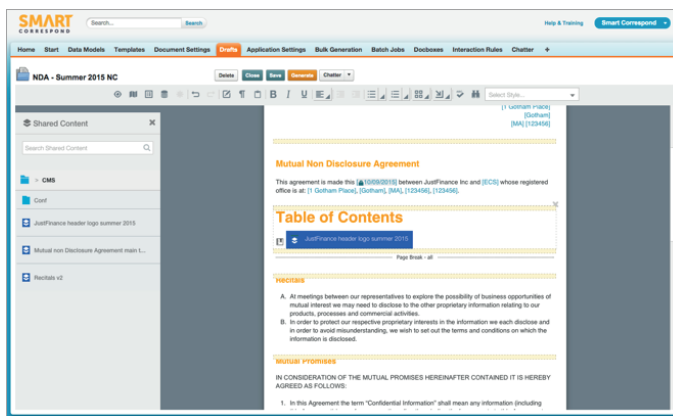 SMART
CORRESPOND
Search...
Search
Help & Training
Smart Correspond
Home Start Data Models Templates Document Settings Drafts Application Settings Bulk Generation Batch Jobs Docboxes Interaction Rules Chatter +
NDA - Summer 2015 NC
Delete Close Save Generate Chatter
B I U Select Style...
Shared Content
Search Shared Content
> CMS
Conf
JustFinance header logo summer 2015
Mutual non Disclosure Agreement main t...
Recitals v2
[1 Gotham Place]
[Gotham]
[MA] [123456]
Mutual Non Disclosure Agreement
This agreement is made this [10/09/2015] between JustFinance Inc and [ECS] whose registered
office is at: [1 Gotham Place], [Gotham], [MA], [123456].
Table of Contents
JustFinance header logo summer 2015
Page Break - all
Recitals
A. At meetings between our representatives to explore the possibility of business opportunities of
mutual interest we may need to disclose to the other proprietary information relating to our
products, processes and commercial activities.
B. In order to protect our respective proprietary interests in the information we each disclose and
in order to avoid misunderstanding, we wish to set out the terms and conditions on which the
information is disclosed.
Mutual Promises
IN CONSIDERATION OF THE MUTUAL PROMISES HEREINAFTER CONTAINED IT IS HEREBY
AGREED AS FOLLOWS:
1. In this Agreement the term "Confidential Information" shall mean any information (including